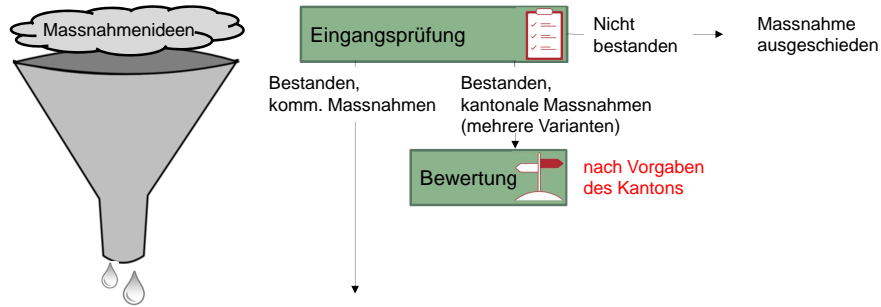 Massnahmenideen
Eingangsprüfung
Nicht
bestanden
Massnahme
ausgeschieden
Bestanden,
komm. Massnahmen
Bestanden,
kantonale Massnahmen
(mehrere Varianten)
Bewertung
nach Vorgaben
des Kantons